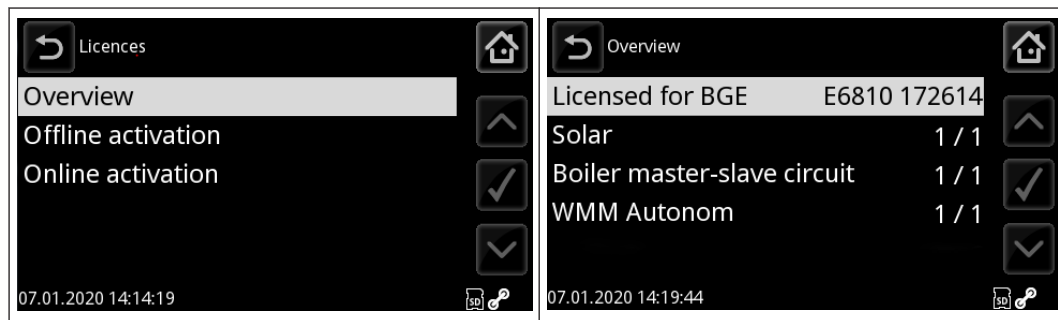 Licences
Overview
Offline activation
Online activation
07.01.2020 14:14:19
SD
Overview
Licensed for BGE E6810 172614
Solar 1 / 1
Boiler master-slave circuit 1 / 1
WMM Autonom 1 / 1
07.01.2020 14:19:44
SD